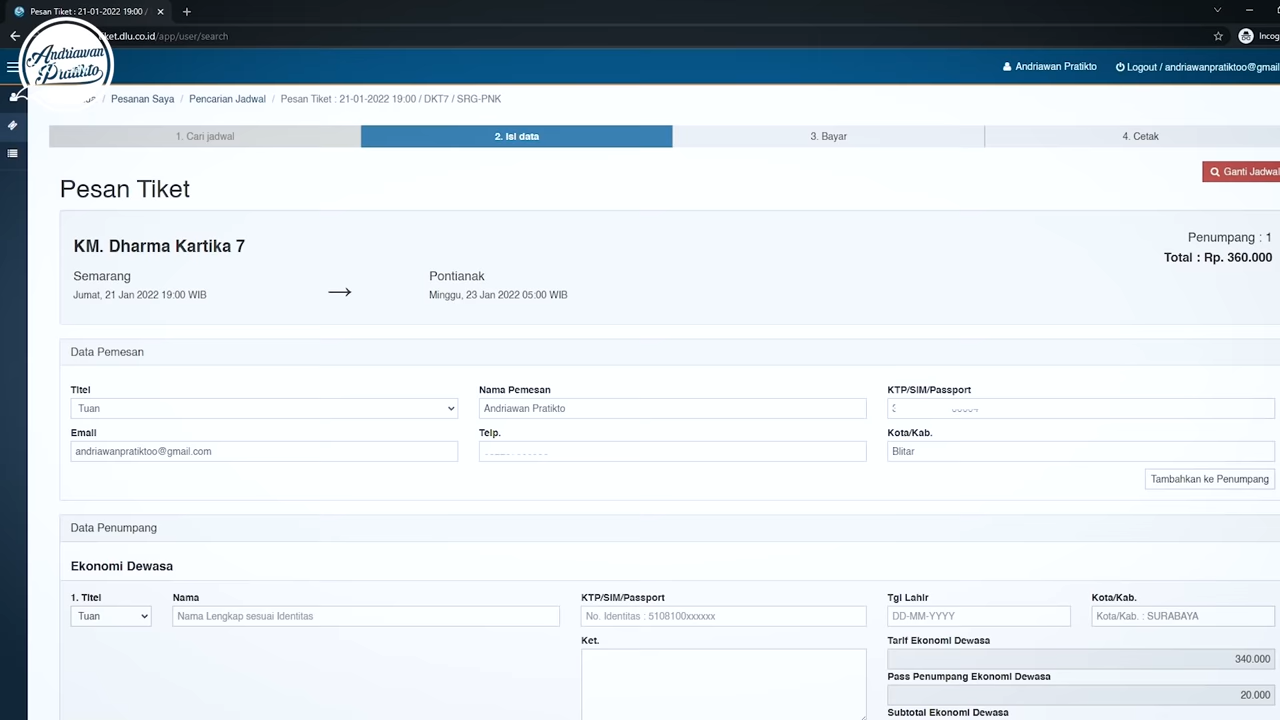 Pesan Tiket : 21-01-2022 19:00 /
ket.dlu.co.id/app/user/search
Andriawan
Pratikto
Andriawan Pratikto
Logout / andriawanpratiktoo@gmail
Pesanan Saya / Pencarian Jadwal / Pesan Tiket : 21-01-2022 19:00 / DKT7 / SRG-PNK
1. Cari jadwal
2. Isi data
3. Bayar
4. Cetak
Ganti Jadwal
Pesan Tiket
KM. Dharma Kartika 7
Penumpang : 1
Total : Rp. 360.000
Semarang
Pontianak
Jumat, 21 Jan 2022 19:00 WIB
Minggu, 23 Jan 2022 05:00 WIB
Data Pemesan
Titel
Nama Pemesan
KTP/SIM/Passport
Tuan
Andriawan Pratikto
Email
Telp.
Kota/Kab.
andriawanpratiktoo@gmail.com
Blitar
Tambahkan ke Penumpang
Data Penumpang
Ekonomi Dewasa
1. Titel
Nama
KTP/SIM/Passport
Tgl Lahir
Kota/Kab.
Tuan
Nama Lengkap sesuai Identitas
No. Identitas : 5108100xxxxxx
DD-MM-YYYY
Kota/Kab. : SURABAYA
Ket.
Tarif Ekonomi Dewasa
340.000
Pass Penumpang Ekonomi Dewasa
20.000
Subtotal Ekonomi Dewasa